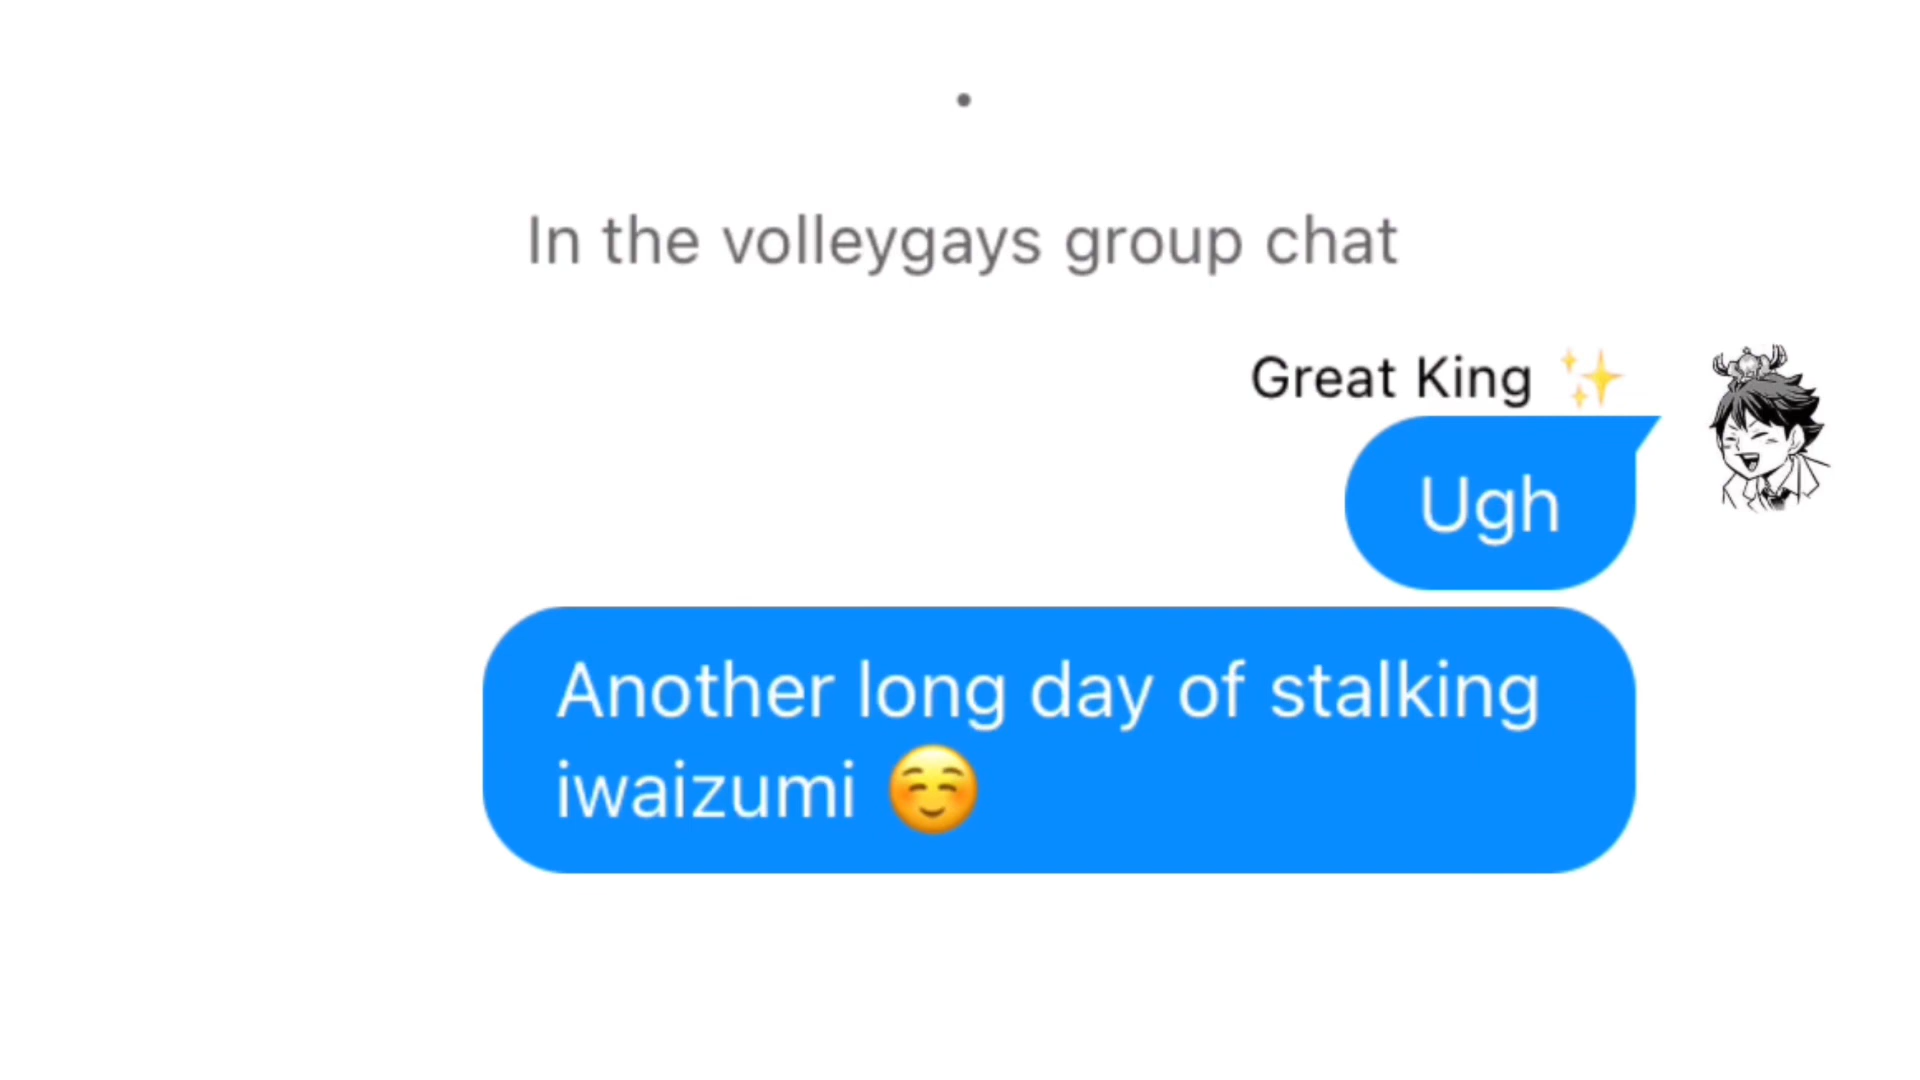 In the volleygays group chat
Great King ✨
Ugh
Another long day of stalking
iwaizumi ☺️